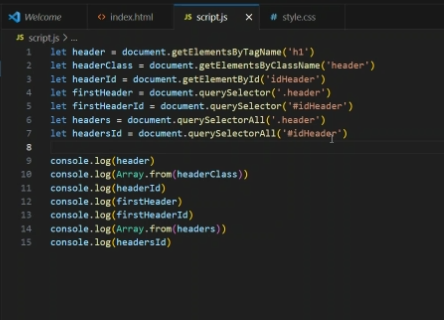 Welcome
<> index.html
JS script.js
# style.css
JS script.js > ...
1 let header = document.getElementsByTagName('h1')
2 let headerClass = document.getElementsByClassName('header')
3 let headerId = document.getElementById('idHeader')
4 let firstHeader = document.querySelector('.header')
5 let firstHeaderId = document.querySelector('#idHeader')
6 let headers = document.querySelectorAll('.header')
7 let headersId = document.querySelectorAll('#idHeader')
8
9 console.log(header)
10 console.log(Array.from(headerClass))
11 console.log(headerId)
12 console.log(firstHeader)
13 console.log(firstHeaderId)
14 console.log(Array.from(headers))
15 console.log(headersId)